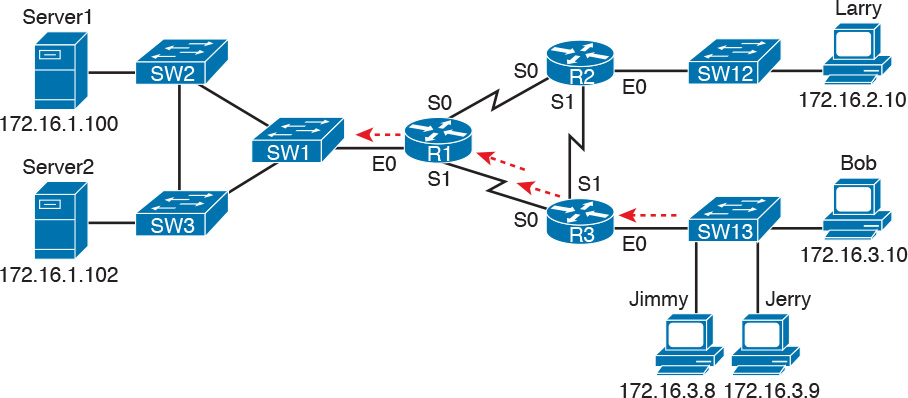 Server1
SW2
172.16.1.100
Server2
SW3
172.16.1.102
SW1
E0
R1
S0
S1
S0
R2
S1
E0
SW12
Larry
172.16.2.10
S1
S0
R3
E0
SW13
Bob
172.16.3.10
Jimmy
Jerry
172.16.3.8
172.16.3.9